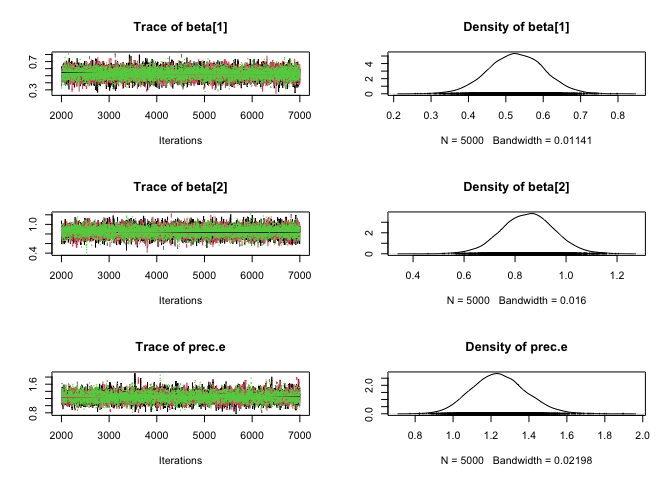 Trace of beta[1]
Density of beta[1]
0.3 0.7
2000 3000 4000 5000 6000 7000
Iterations
0 2 4
0.2 0.3 0.4 0.5 0.6 0.7 0.8
N = 5000 Bandwidth = 0.01141
Trace of beta[2]
Density of beta[2]
0.4 1.0
2000 3000 4000 5000 6000 7000
Iterations
0 2
0.4 0.6 0.8 1.0 1.2
N = 5000 Bandwidth = 0.016
Trace of prec.e
Density of prec.e
0.8 1.6
2000 3000 4000 5000 6000 7000
Iterations
0.0 2.0
0.8 1.0 1.2 1.4 1.6 1.8 2.0
N = 5000 Bandwidth = 0.02198